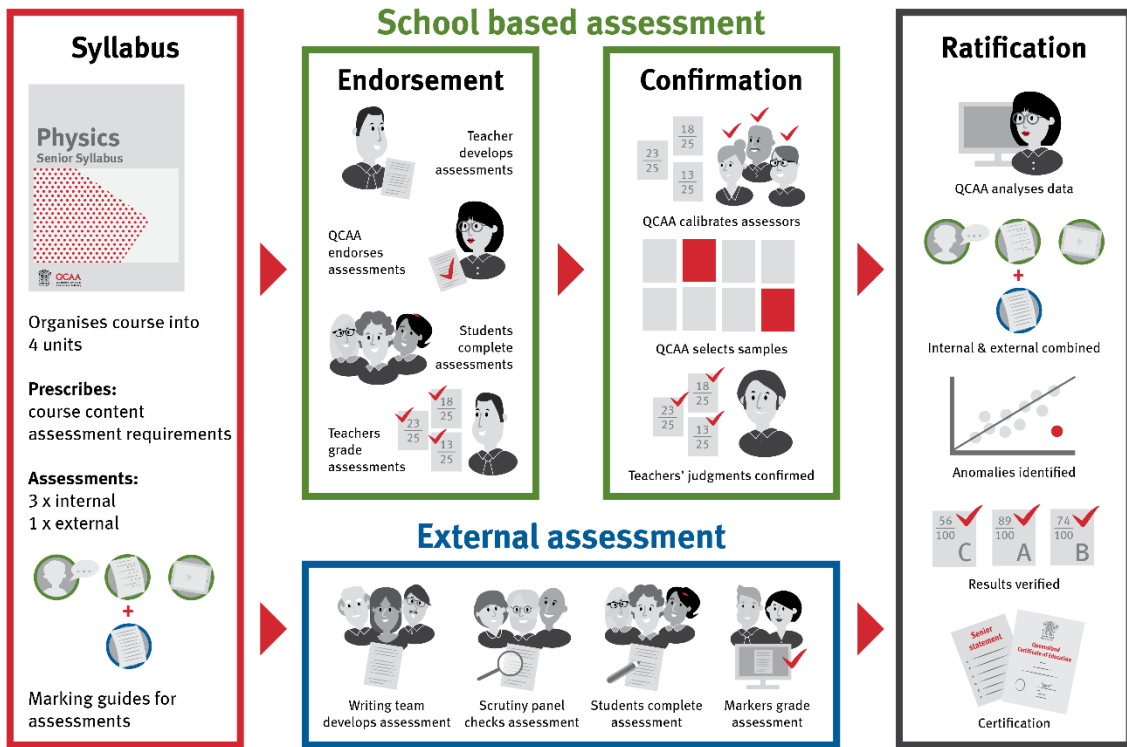 Syllabus
Physics
Senior Syllabus
QCAA
Organises course into
4 units
Prescribes:
course content
assessment requirements
Assessments:
3 x internal
1 x external
+
Marking guides for
assessments
School based assessment
Endorsement
Teacher
develops
assessments
QCAA
endorses
assessments
Students
complete
assessments
Teachers
grade
assessments
23
25
18
25
13
25
Confirmation
23
25
18
25
13
25
QCAA calibrates assessors
QCAA selects samples
23
25
18
25
13
25
Teachers' judgments confirmed
External assessment
Writing team
develops assessment
Scrutiny panel
checks assessment
Students complete
assessment
Markers grade
assessment
Ratification
QCAA analyses data
+
Internal & external combined
Anomalies identified
56
100
C
89
100
A
74
100
B
Results verified
Senior
statement
Queensland
Certificate of Education
Certification